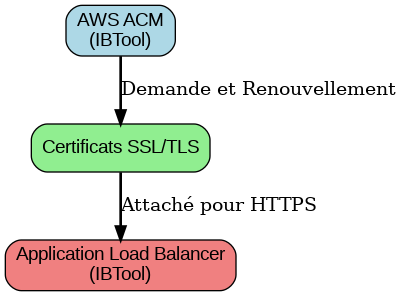 AWS ACM
(IBTool)
Demande et Renouvellement
Certificats SSL/TLS
Attaché pour HTTPS
Application Load Balancer
(IBTool)